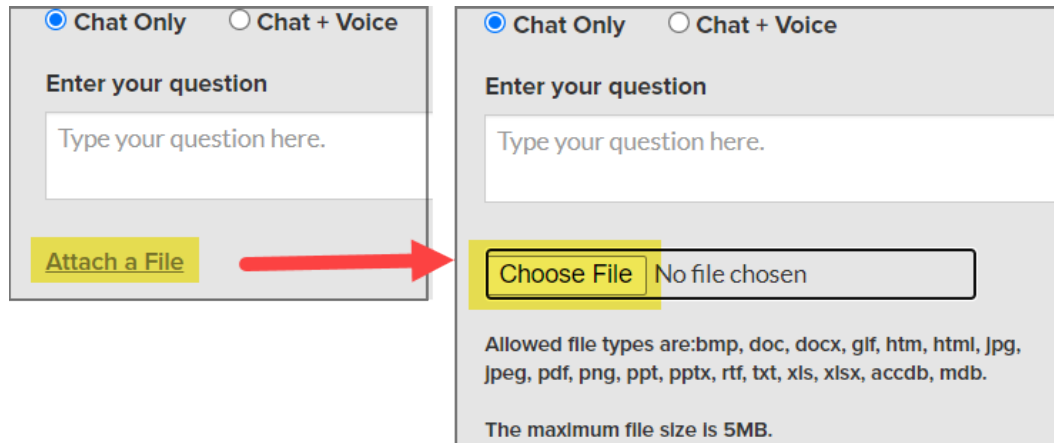 Chat Only Chat + Voice
Enter your question
Type your question here.
Attach a File
Chat Only Chat + Voice
Enter your question
Type your question here.
Choose File No file chosen
Allowed file types are:bmp, doc, docx, gif, htm, html, jpg,
jpeg, pdf, png, ppt, pptx, rtf, txt, xls, xlsx, accdb, mdb.
The maximum file size is 5MB.